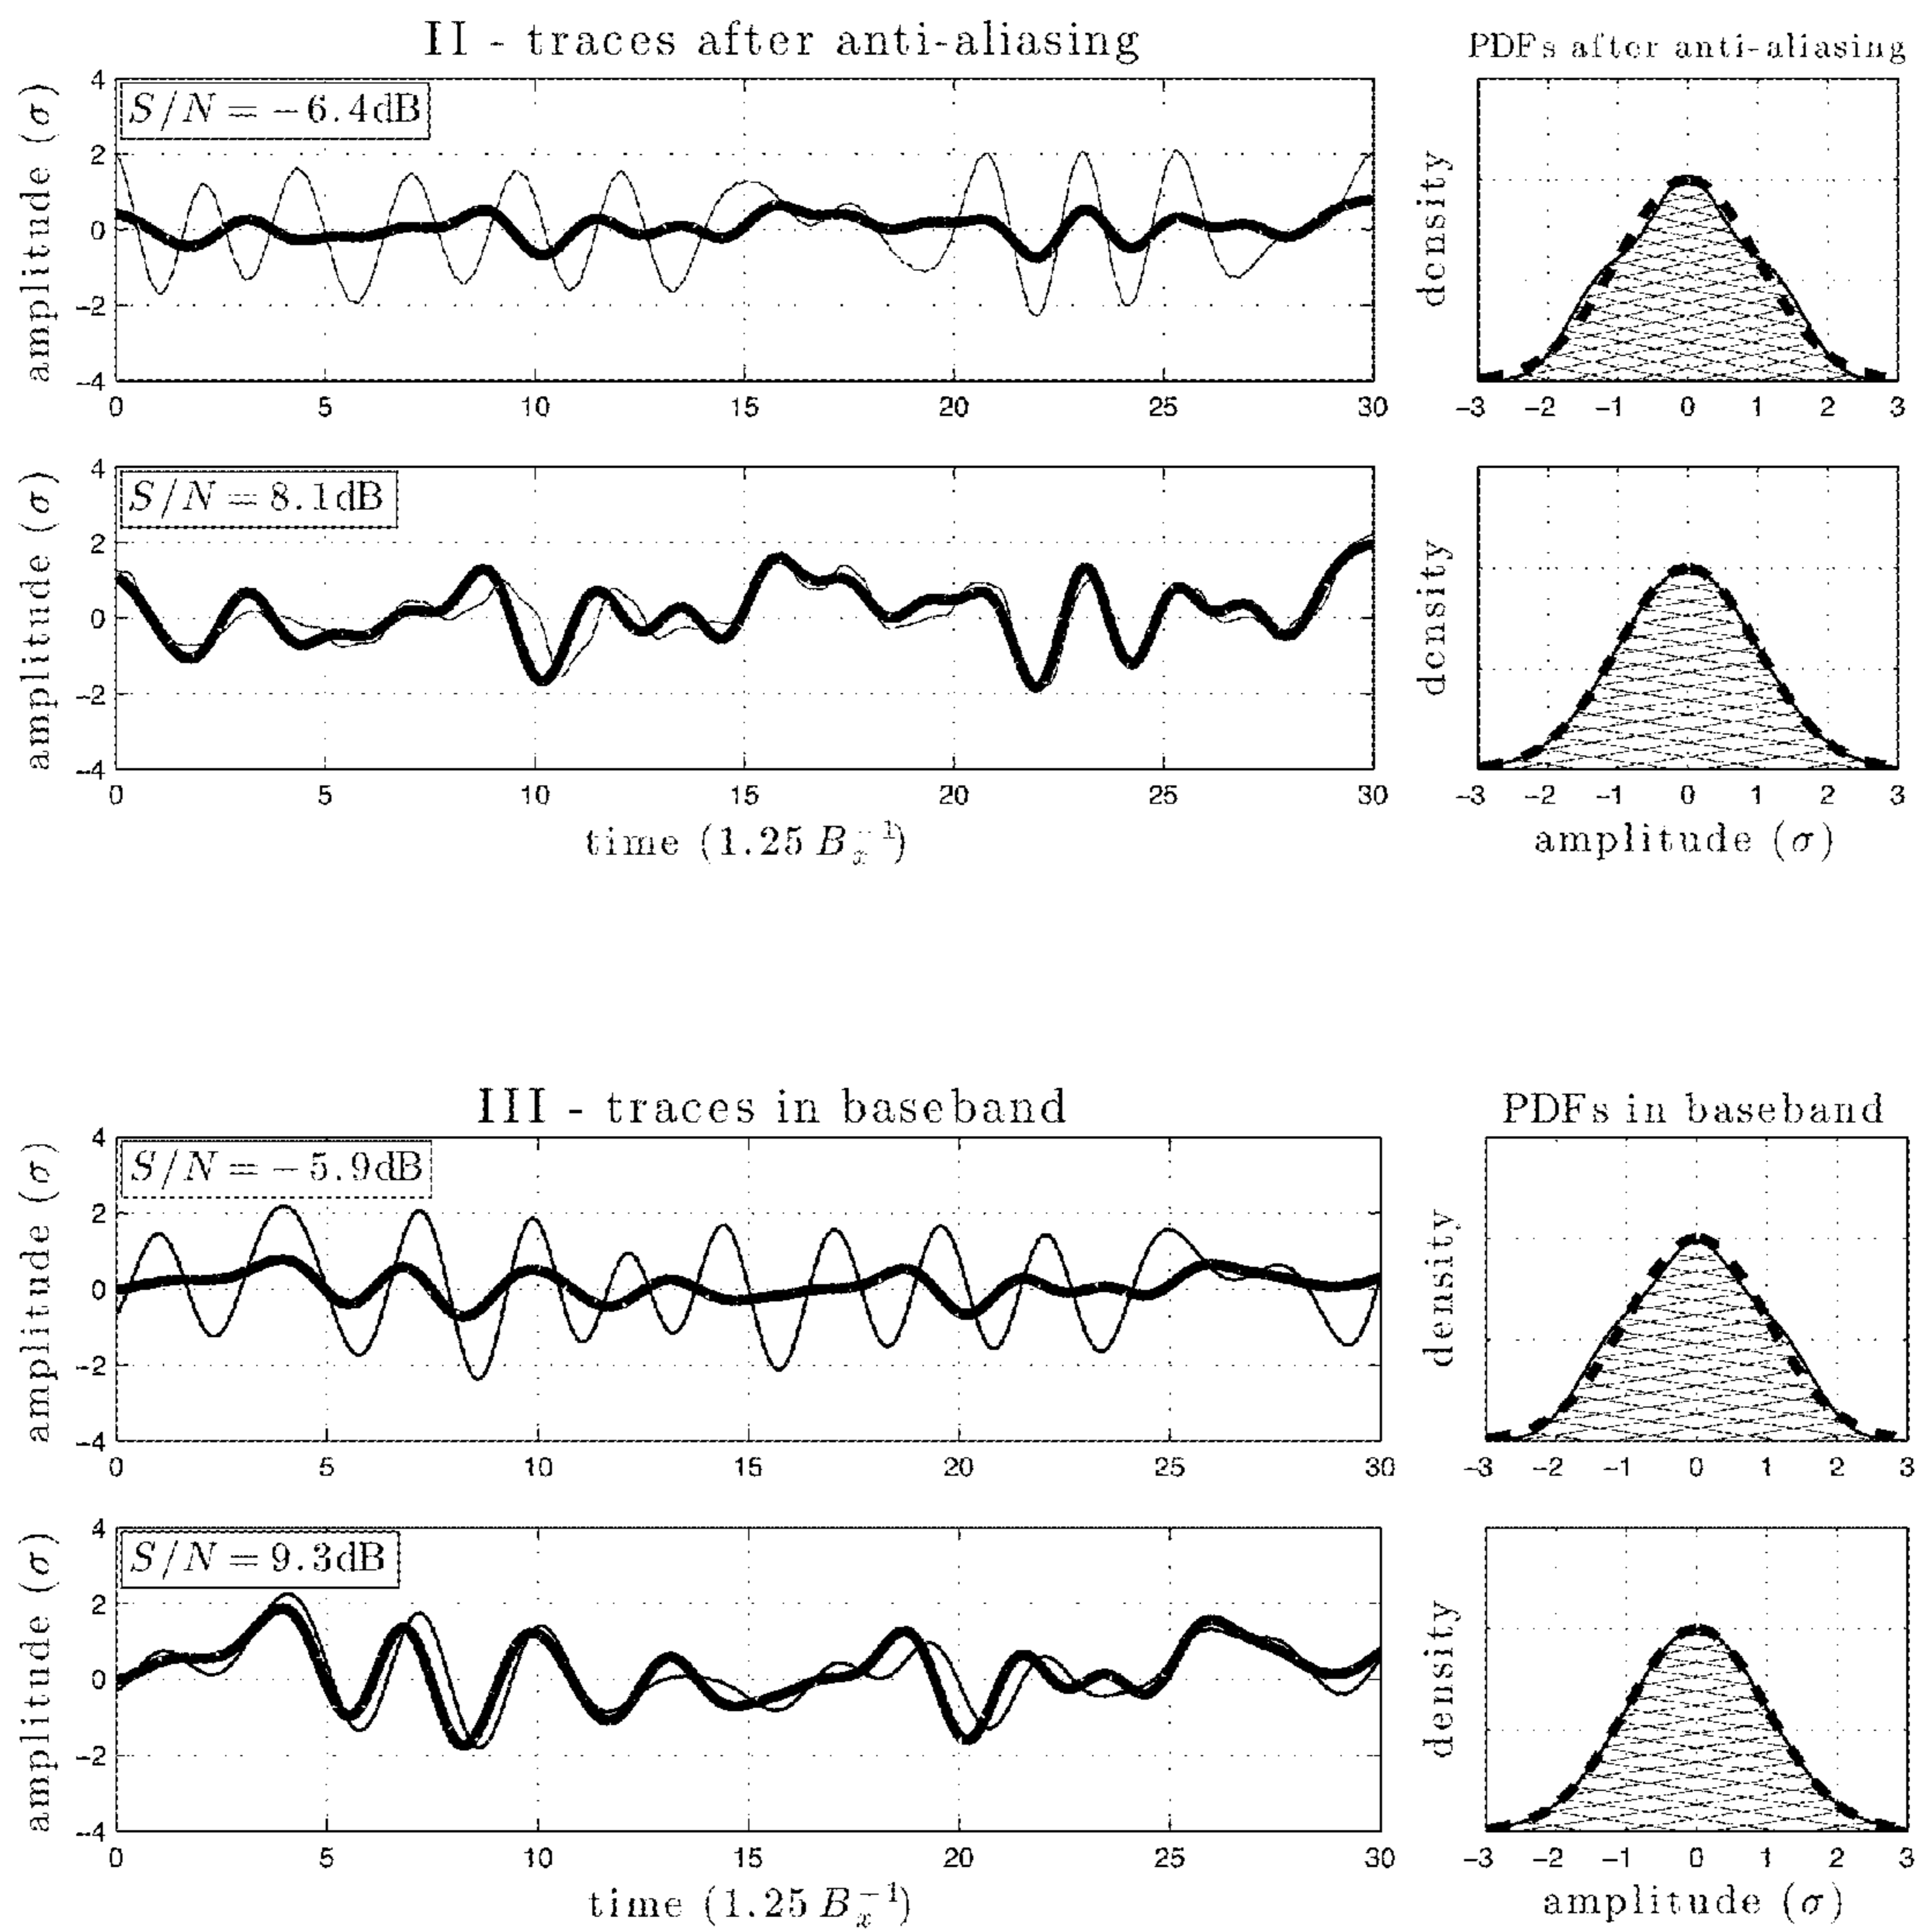 II - traces after anti-aliasing
PDFs after anti-aliasing
amplitude (σ)
4
2
0
−2
−4
S/N = −6.4dB
0 5 10 15 20 25 30
density
−3 −2 −1 0 1 2 3
amplitude (σ)
4
2
0
−2
−4
S/N = 8.1dB
0 5 10 15 20 25 30
time (1.25 B_x^{−1})
density
−3 −2 −1 0 1 2 3
amplitude (σ)
III - traces in baseband
PDFs in baseband
amplitude (σ)
4
2
0
−2
−4
S/N = −5.9dB
0 5 10 15 20 25 30
density
−3 −2 −1 0 1 2 3
amplitude (σ)
4
2
0
−2
−4
S/N = 9.3dB
0 5 10 15 20 25 30
time (1.25 B_x^{−1})
density
−3 −2 −1 0 1 2 3
amplitude (σ)